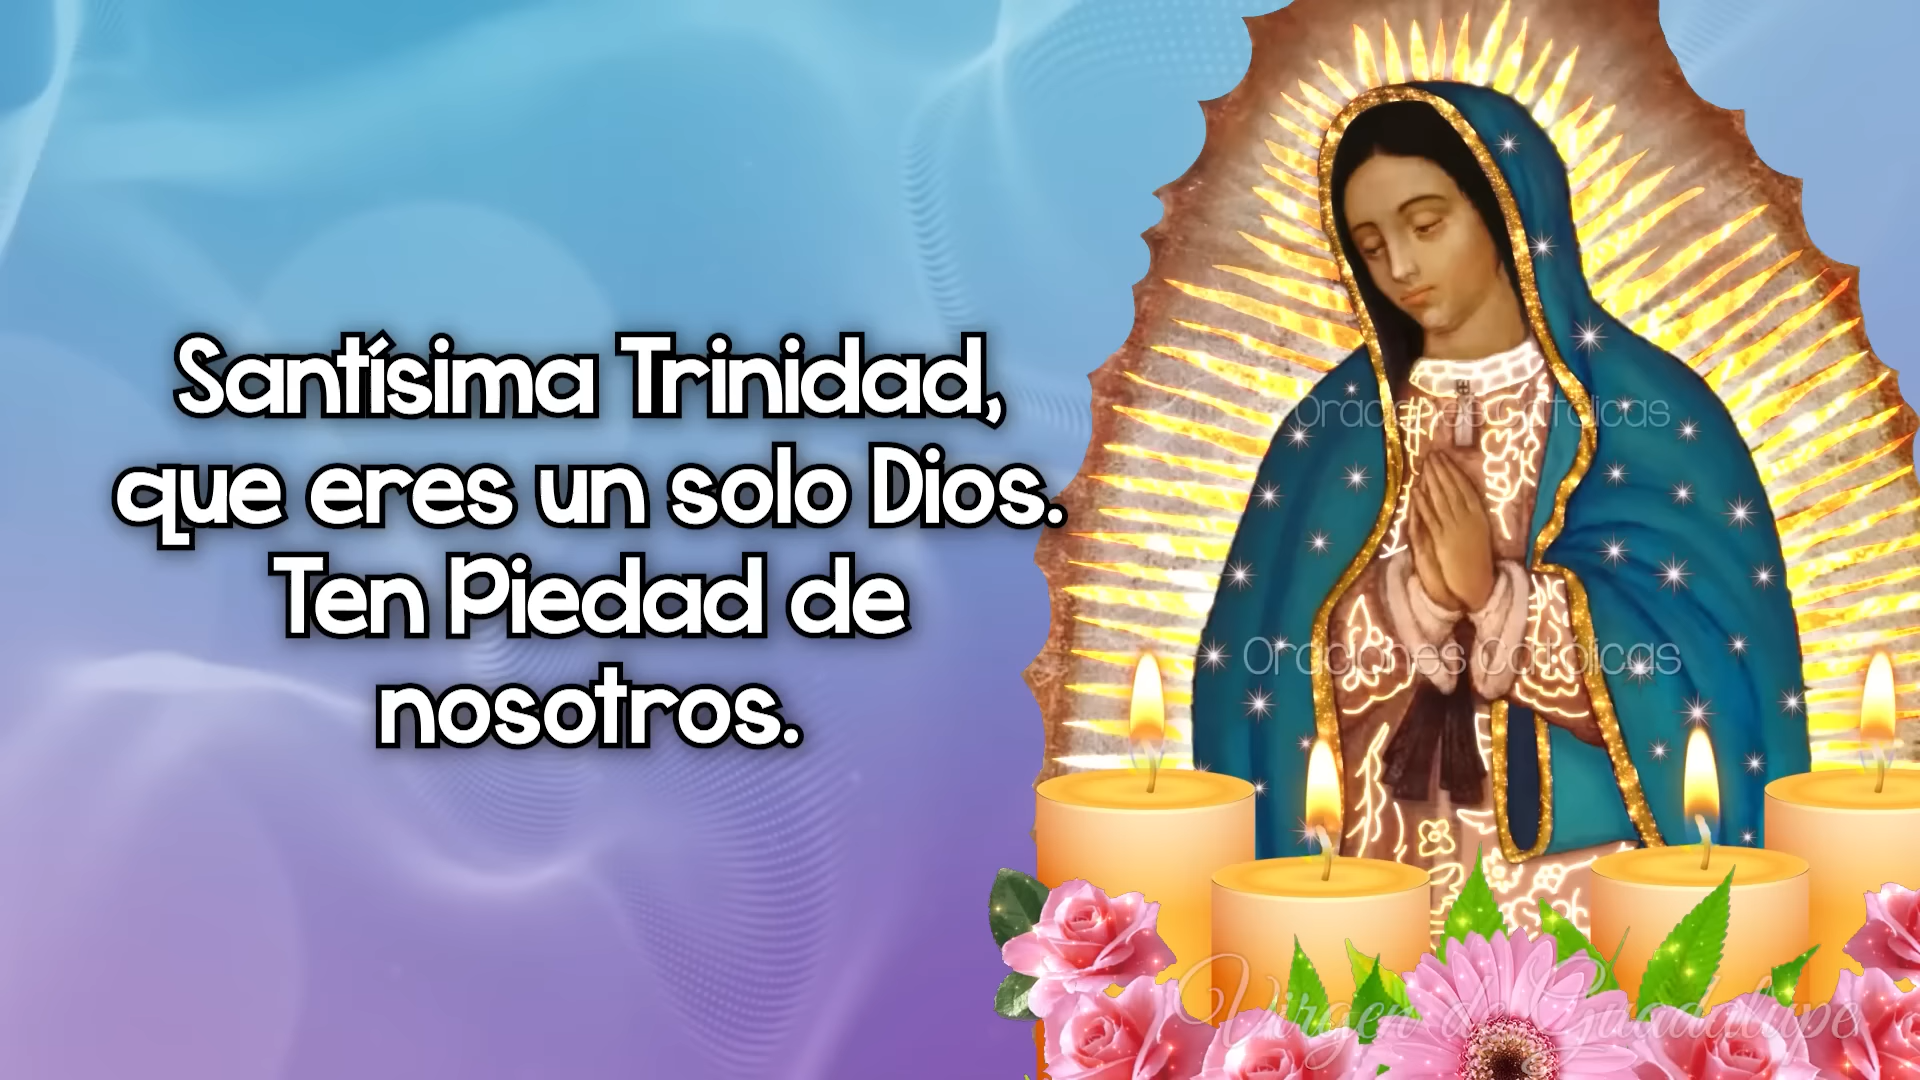 Santísima Trinidad,
que eres un solo Dios.
Ten Piedad de
nosotros.
Oraciones Católicas
Oraciones Católicas
Virgen de Guadalupe